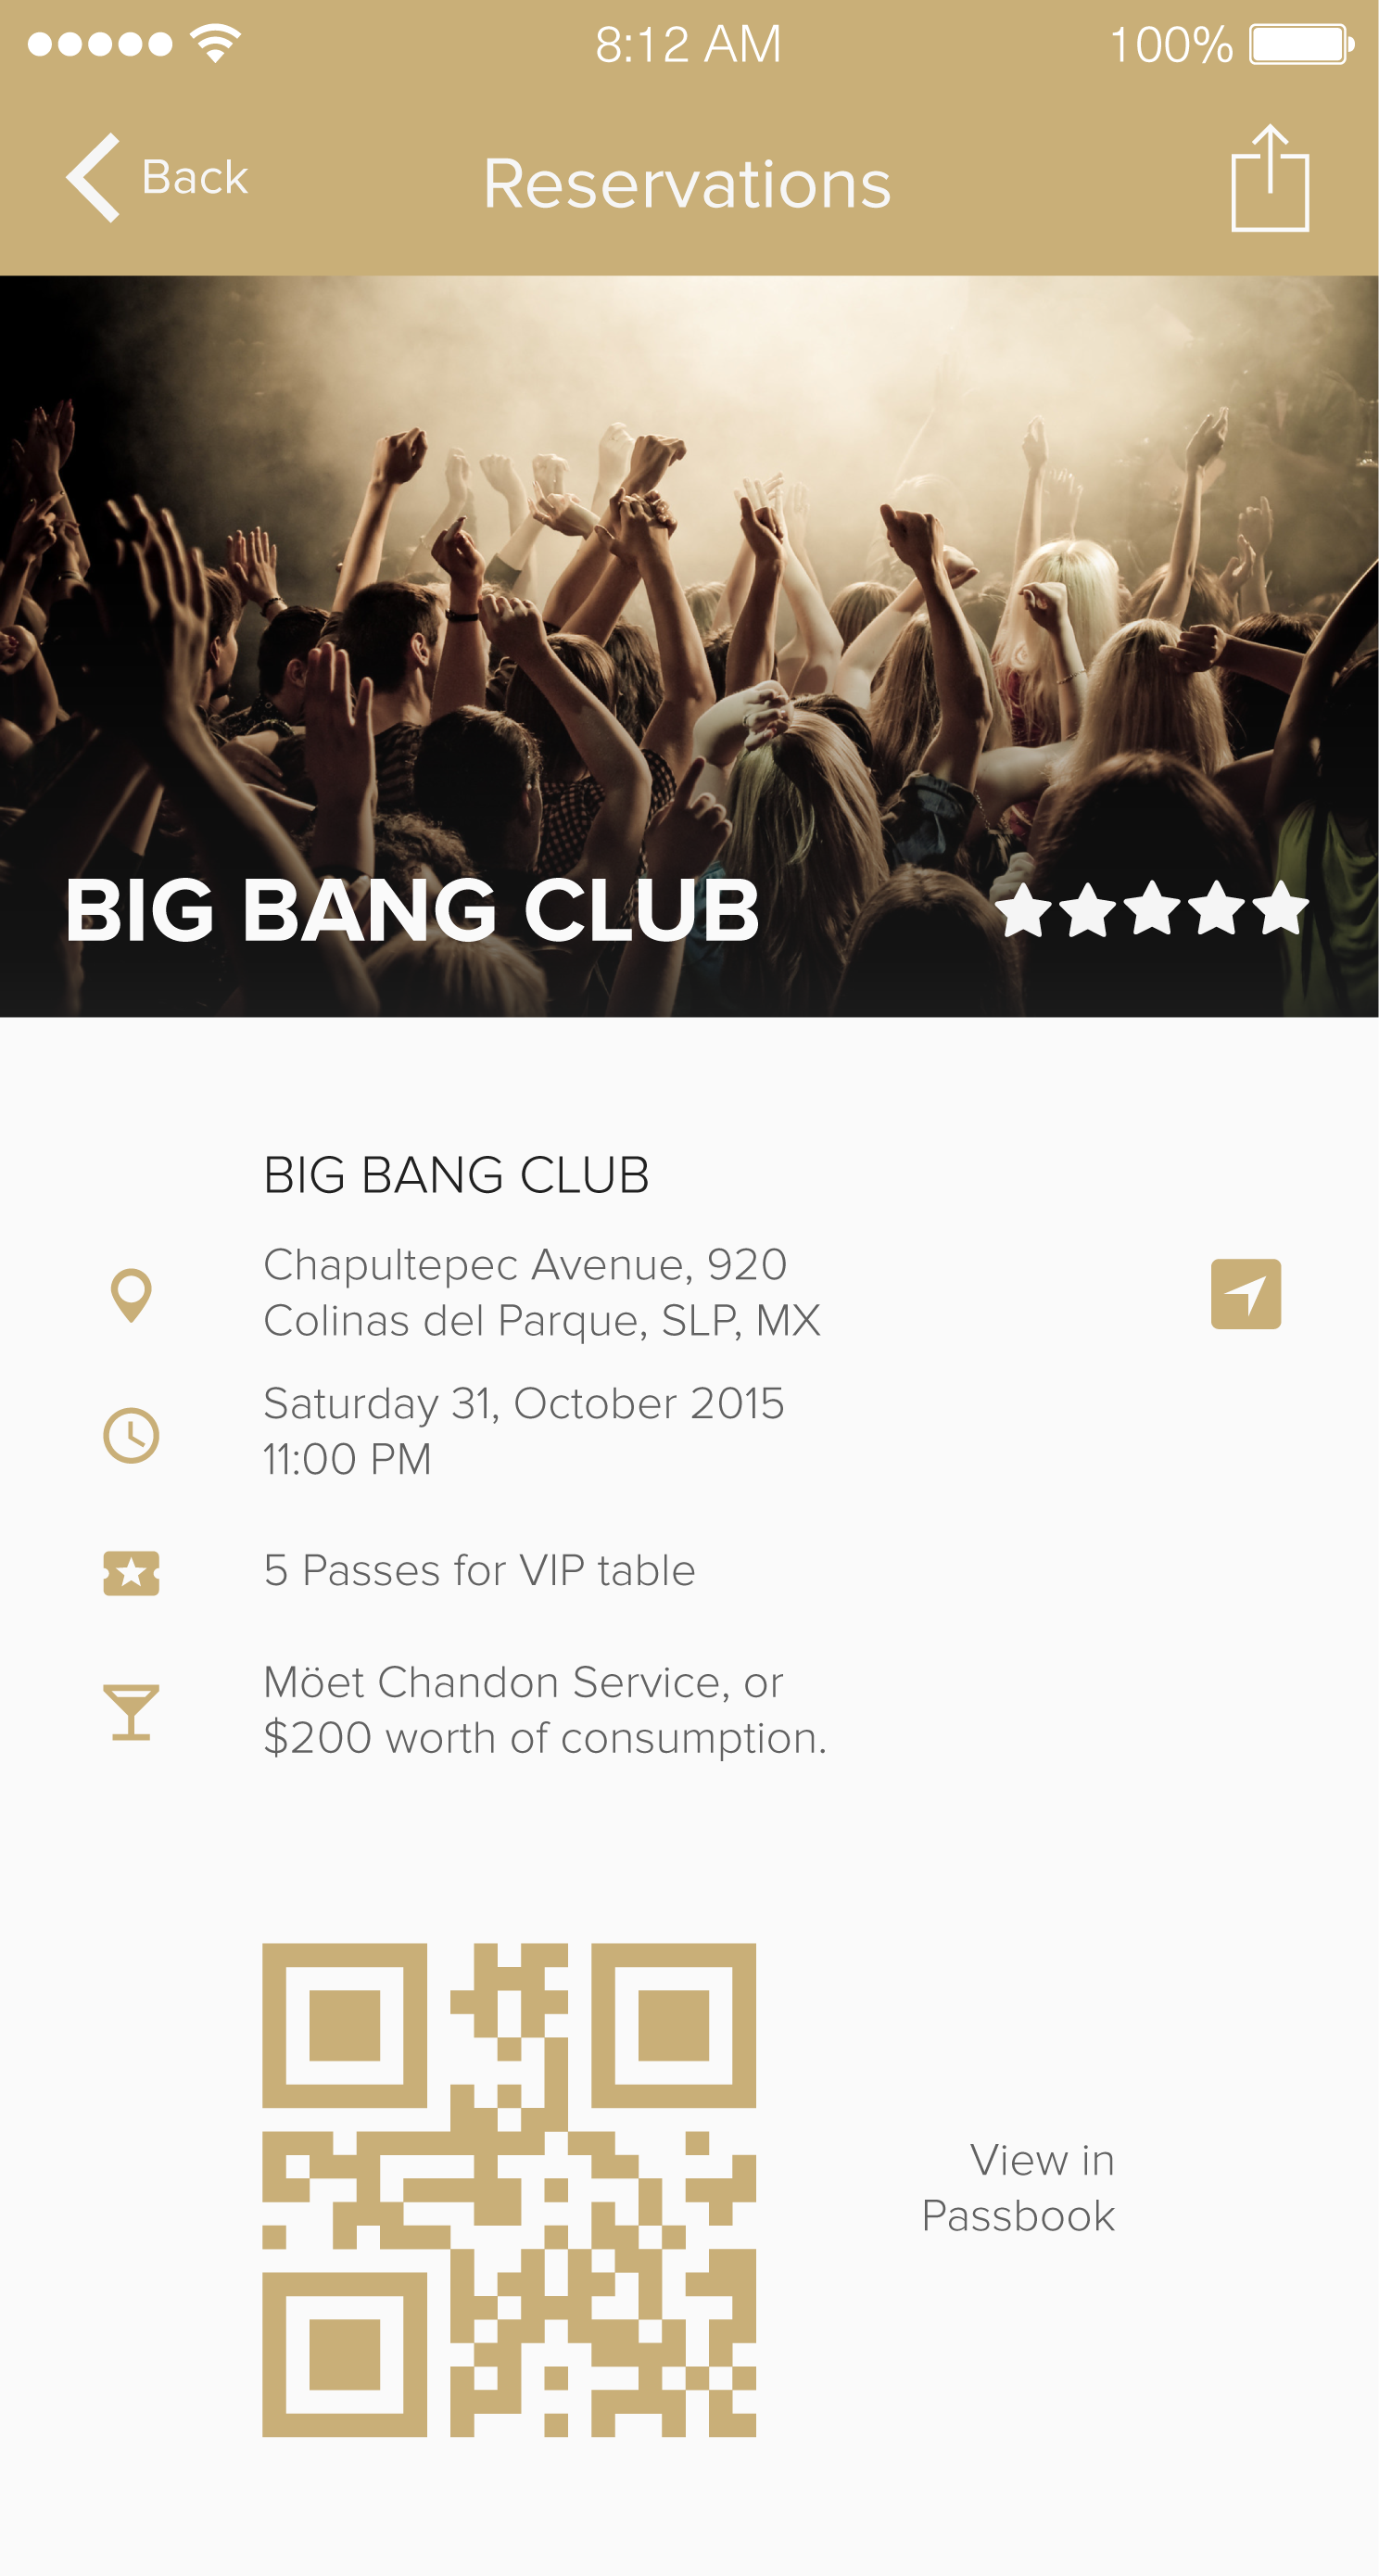 8:12 AM
100%
Back
Reservations
BIG BANG CLUB
BIG BANG CLUB
Chapultepec Avenue, 920
Colinas del Parque, SLP, MX
Saturday 31, October 2015
11:00 PM
5 Passes for VIP table
Möet Chandon Service, or
$200 worth of consumption.
View in
Passbook